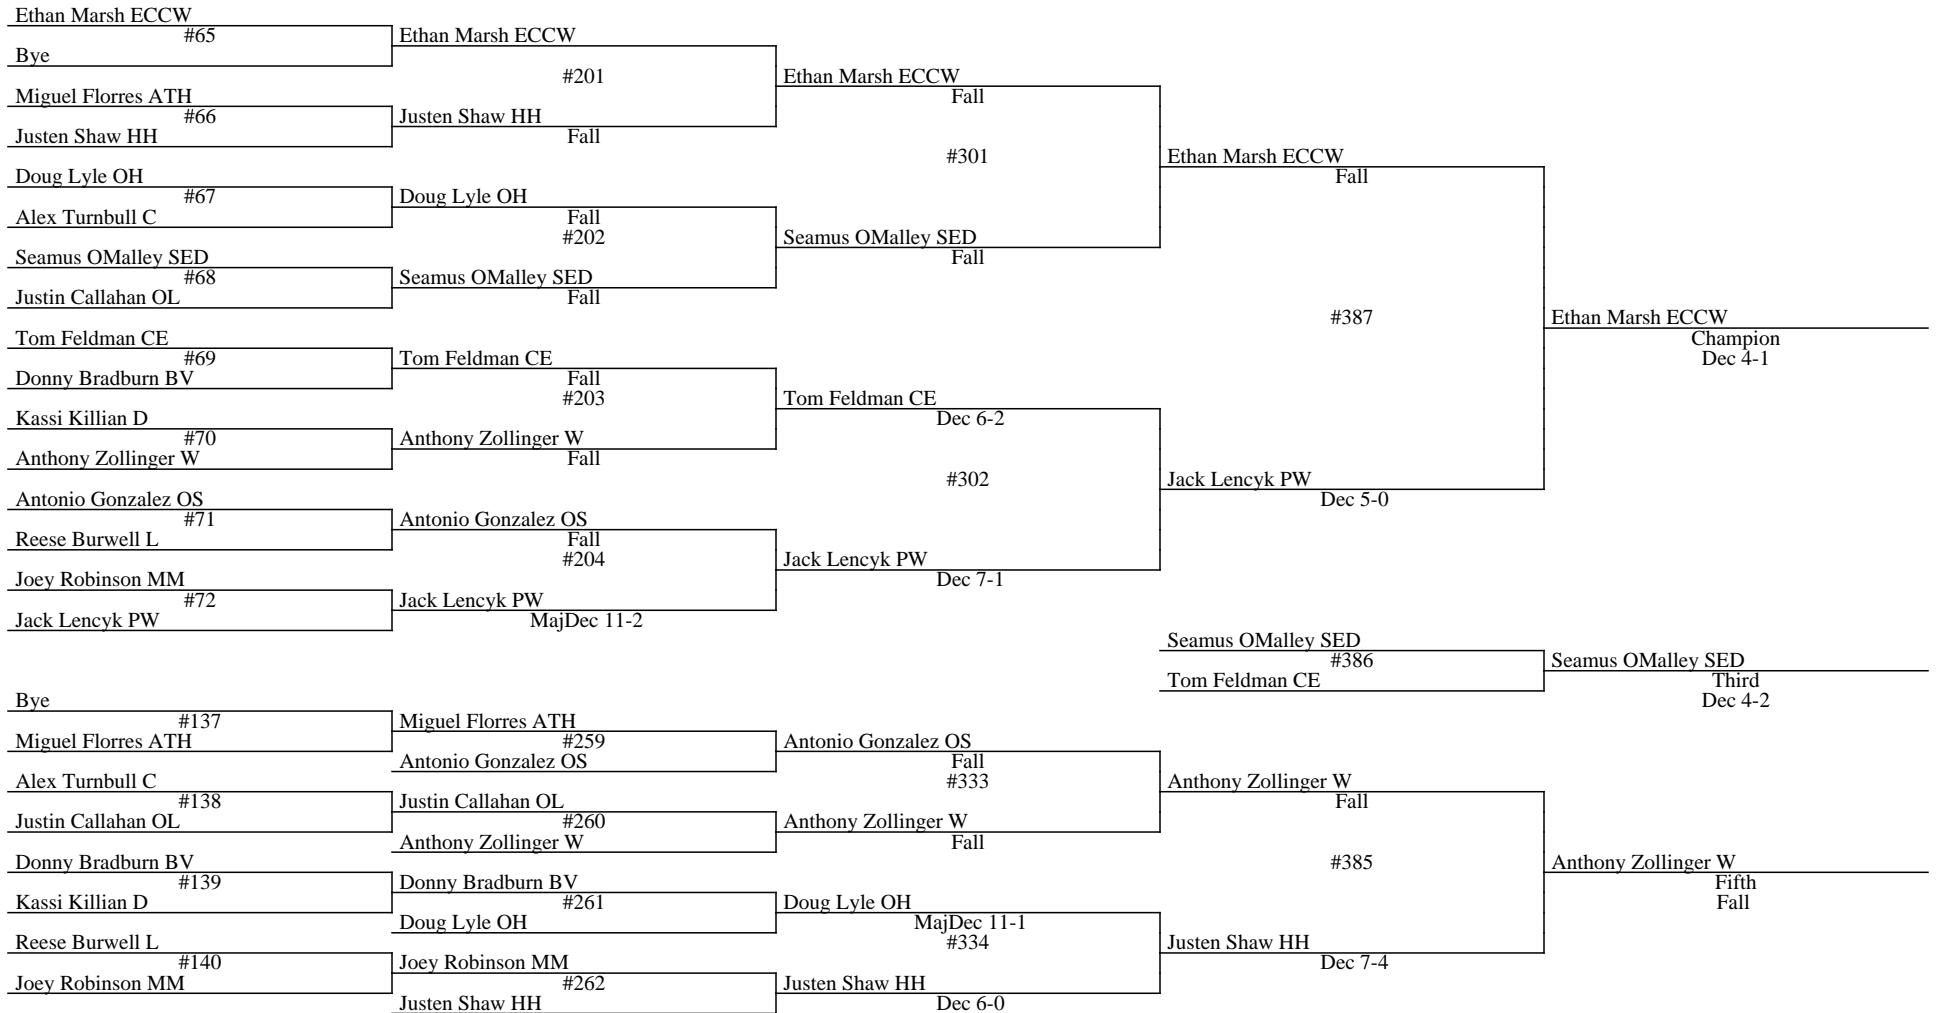 Ethan Marsh ECCW
#65
Bye
Ethan Marsh ECCW
#201
Miguel Florres ATH
#66
Justen Shaw HH
Justen Shaw HH
Fall
Ethan Marsh ECCW
Fall
#301
Doug Lyle OH
#67
Alex Turnbull C
Doug Lyle OH
Fall
#202
Seamus OMalley SED
#68
Justin Callahan OL
Seamus OMalley SED
Fall
Seamus OMalley SED
Fall
Ethan Marsh ECCW
Fall
#387
Tom Feldman CE
#69
Donny Bradburn BV
Tom Feldman CE
Fall
#203
Kassi Killian D
#70
Anthony Zollinger W
Anthony Zollinger W
Fall
Tom Feldman CE
Dec 6-2
#302
Antonio Gonzalez OS
#71
Reese Burwell L
Antonio Gonzalez OS
Fall
#204
Joey Robinson MM
#72
Jack Lencyk PW
Jack Lencyk PW
MajDec 11-2
Jack Lencyk PW
Dec 7-1
Jack Lencyk PW
Dec 5-0
Ethan Marsh ECCW
Champion
Dec 4-1
Seamus OMalley SED
#386
Tom Feldman CE
Seamus OMalley SED
Third
Dec 4-2
Bye
#137
Miguel Florres ATH
Miguel Florres ATH
#259
Antonio Gonzalez OS
Antonio Gonzalez OS
Fall
#333
Alex Turnbull C
#138
Justin Callahan OL
Justin Callahan OL
#260
Anthony Zollinger W
Anthony Zollinger W
Fall
Anthony Zollinger W
Fall
#385
Donny Bradburn BV
#139
Kassi Killian D
Donny Bradburn BV
#261
Doug Lyle OH
Doug Lyle OH
MajDec 11-1
#334
Reese Burwell L
#140
Joey Robinson MM
Joey Robinson MM
#262
Justen Shaw HH
Justen Shaw HH
Dec 6-0
Justen Shaw HH
Dec 7-4
Anthony Zollinger W
Fifth
Fall